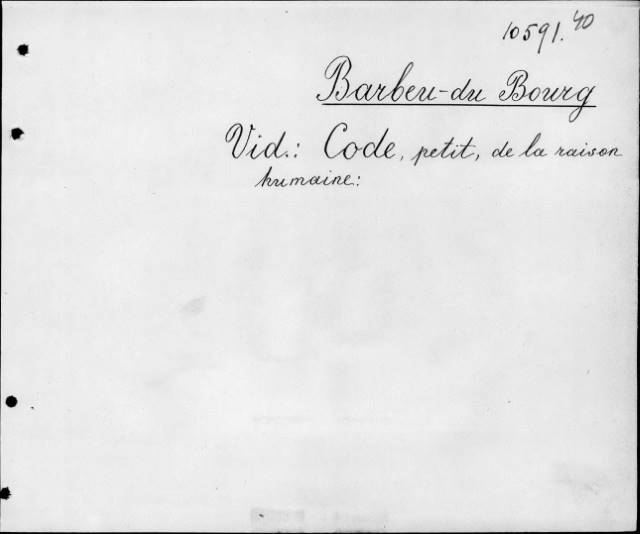 10591.40
Barbeu-du Bourg
Vid.: Code, petit, de la raison
humaine: